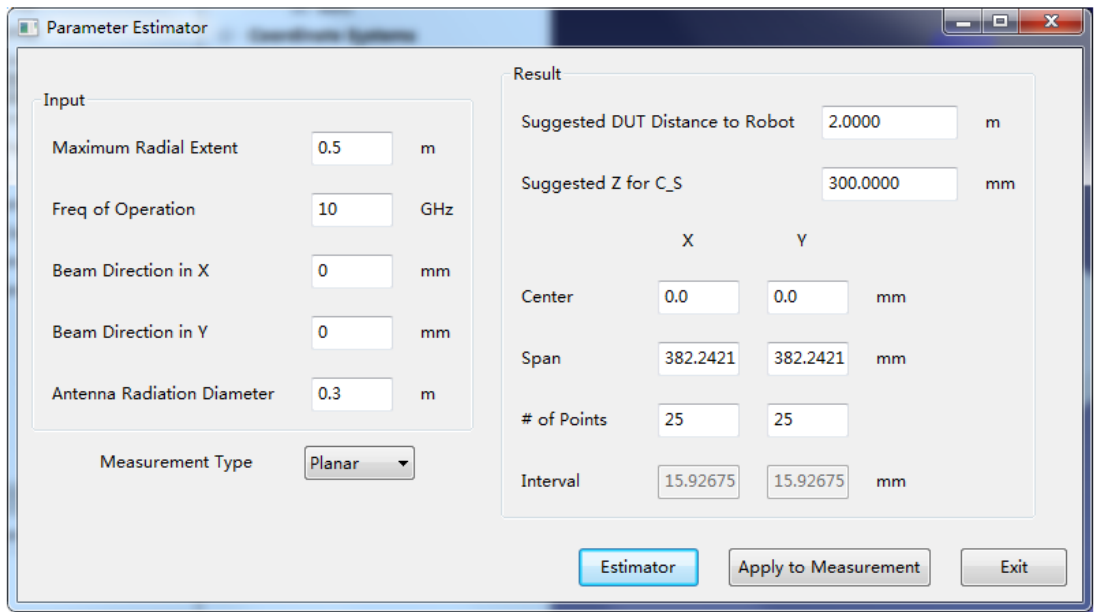 Parameter Estimator
Coordinate Systems
Input
Maximum Radial Extent 0.5 m
Freq of Operation 10 GHz
Beam Direction in X 0 mm
Beam Direction in Y 0 mm
Antenna Radiation Diameter 0.3 m
Measurement Type Planar
Result
Suggested DUT Distance to Robot 2.0000 m
Suggested Z for C_S 300.0000 mm
X Y
Center 0.0 0.0 mm
Span 382.2421 382.2421 mm
# of Points 25 25
Interval 15.92675 15.92675 mm
Estimator Apply to Measurement Exit